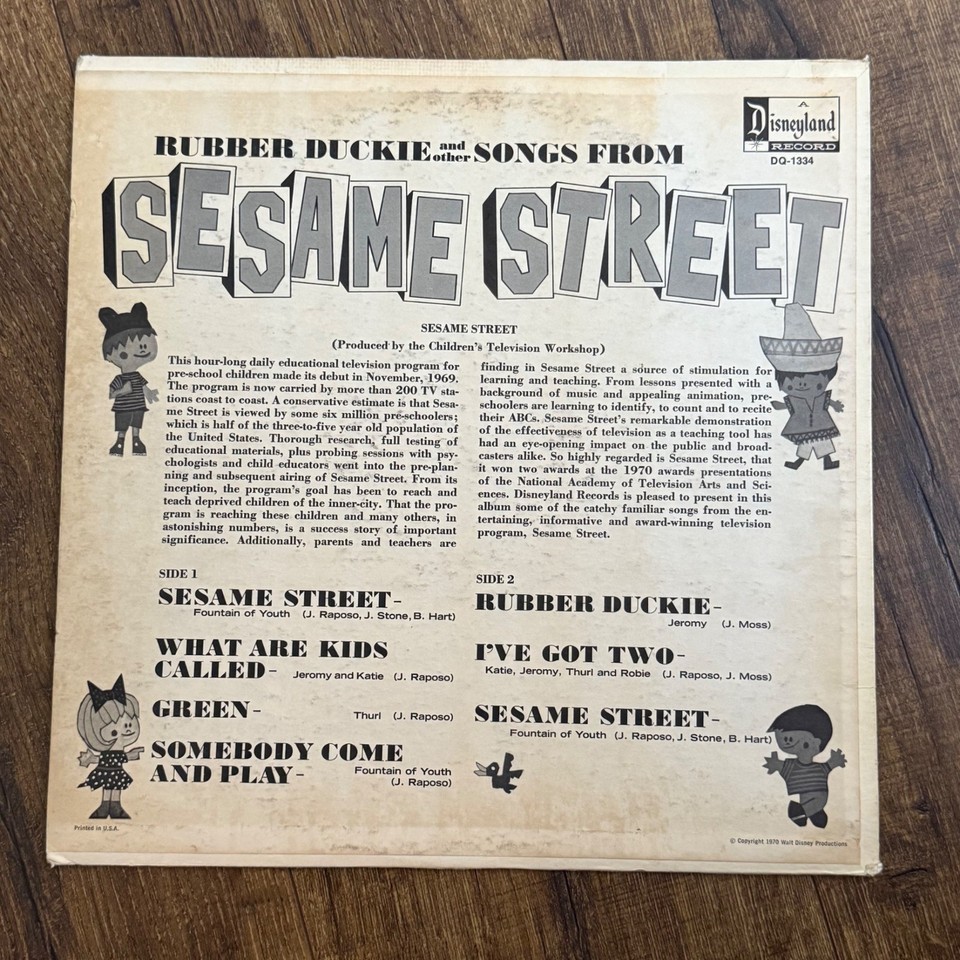 A
Disneyland
RECORD
DQ-1334
RUBBER DUCKIE and other SONGS FROM
SESAME STREET
SESAME STREET
(Produced by the Children's Television Workshop)
This hour-long daily educational television program for
pre-school children made its debut in November, 1969.
The program is now carried by more than 200 TV sta-
tions coast to coast. A conservative estimate is that Sesa-
me Street is viewed by some six million pre-schoolers;
which is half of the three-to-five year old population of
the United States. Thorough research, full testing of
educational materials, plus probing sessions with psy-
chologists and child educators went into the pre-plan-
ning and subsequent airing of Sesame Street. From its
inception, the program's goal has been to reach and
teach deprived children of the inner-city. That the pro-
gram is reaching these children and many others, in
astonishing numbers, is a success story of important
significance. Additionally, parents and teachers are
finding in Sesame Street a source of stimulation for
learning and teaching. From lessons presented with a
background of music and appealing animation, pre-
schoolers are learning to identify, to count and to recite
their ABCs. Sesame Street's remarkable demonstration
of the effectiveness of television as a teaching tool has
had an eye-opening impact on the public and broad-
casters alike. So highly regarded is Sesame Street, that
it won two awards at the 1970 awards presentations
of the National Academy of Television Arts and Sci-
ences. Disneyland Records is pleased to present in this
album some of the catchy familiar songs from the en-
tertaining, informative and award-winning television
program, Sesame Street.
SIDE 1
SESAME STREET-
Fountain of Youth (J. Raposo, J. Stone, B. Hart)
WHAT ARE KIDS
CALLED- Jeromy and Katie (J. Raposo)
GREEN- Thurl (J. Raposo)
SOMEBODY COME
AND PLAY- Fountain of Youth
(J. Raposo)
SIDE 2
RUBBER DUCKIE-
Jeromy (J. Moss)
I'VE GOT TWO-
Katie, Jeromy, Thurl and Robie (J. Raposo, J. Moss)
SESAME STREET-
Fountain of Youth (J. Raposo, J. Stone, B. Hart)
Printed in U.S.A.
© Copyright 1970 Walt Disney Productions